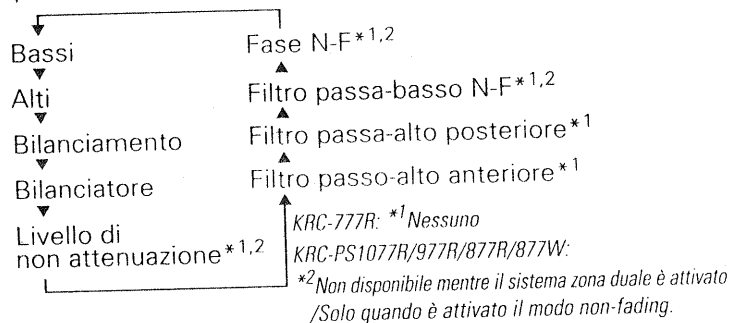 Bassi
Alti
Bilanciamento
Bilanciatore
Livello di
non attenuazione*1,2
Fase N-F*1,2
Filtro passa-basso N-F*1,2
Filtro passa-alto posteriore*1
Filtro passo-alto anteriore*1
KRC-777R: *1Nessuno
KRC-PS1077R/977R/877R/877W:
*2Non disponibile mentre il sistema zona duale è attivato
/Solo quando è attivato il modo non-fading.